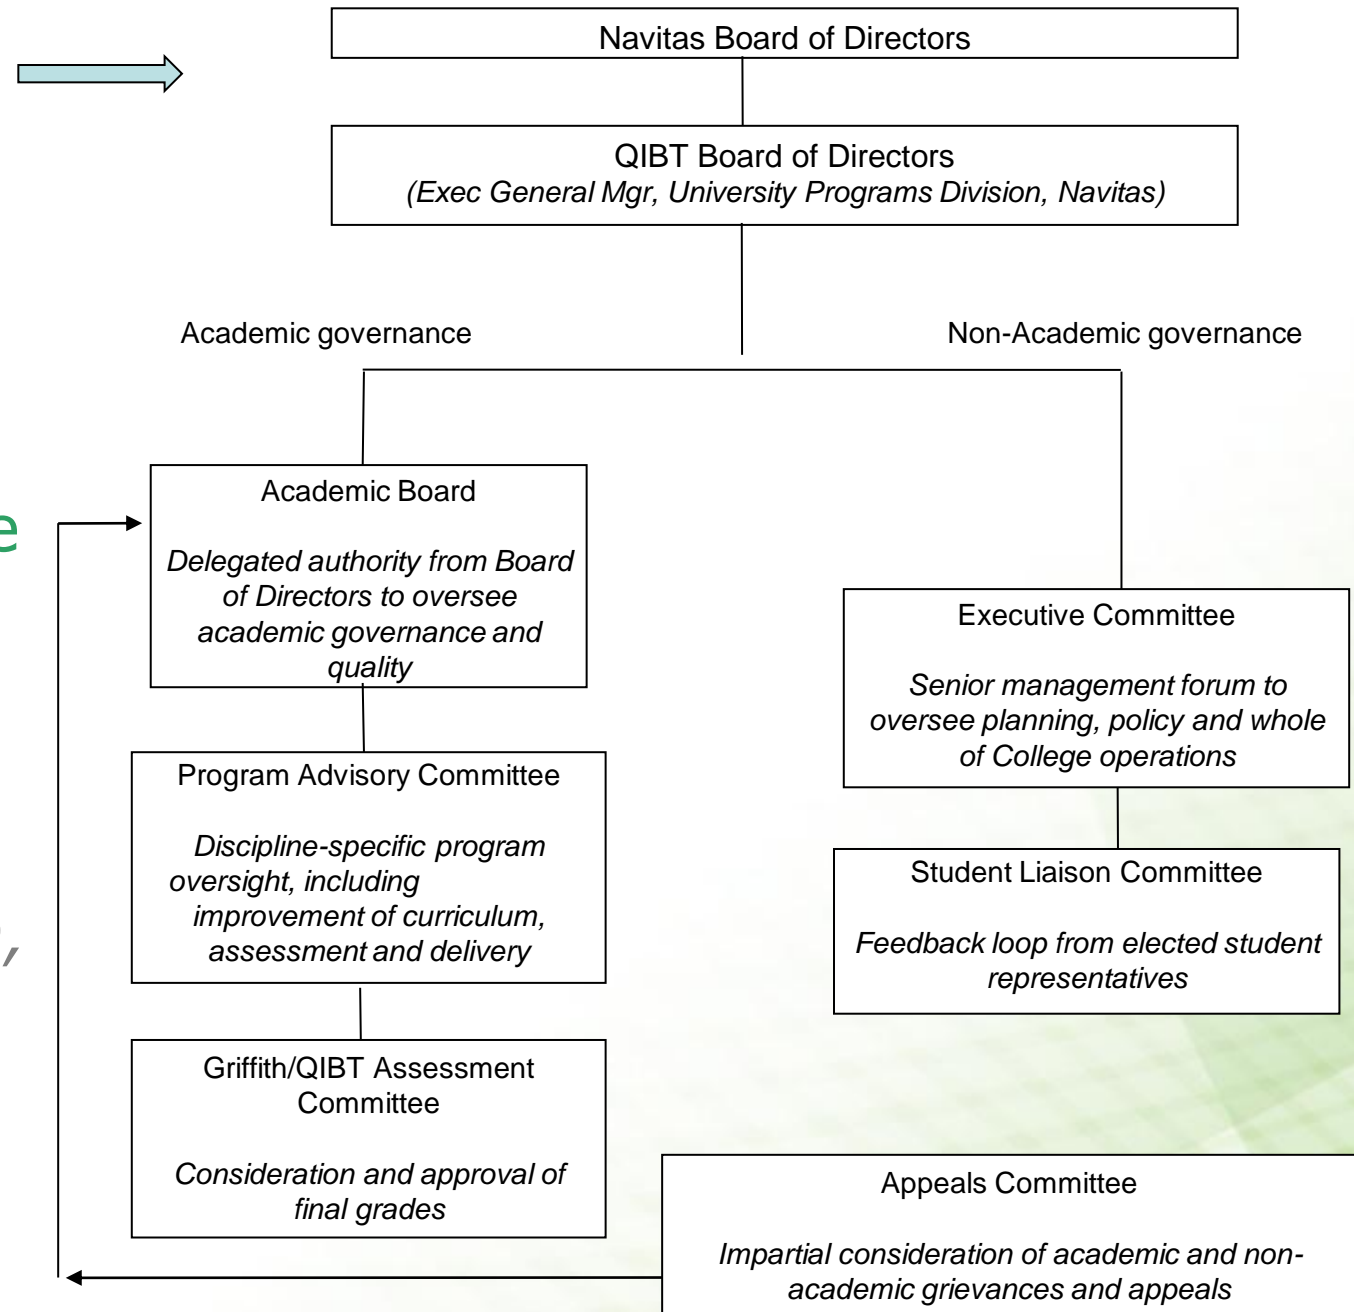 Navitas Board of Directors
QIBT Board of Directors
(Exec General Mgr, University Programs Division, Navitas)
Academic governance
Non-Academic governance
Academic Board
Delegated authority from Board
of Directors to oversee
academic governance and
quality
Program Advisory Committee
Discipline-specific program
oversight, including
improvement of curriculum,
assessment and delivery
Griffith/QIBT Assessment
Committee
Consideration and approval of
final grades
Executive Committee
Senior management forum to
oversee planning, policy and whole
of College operations
Student Liaison Committee
Feedback loop from elected student
representatives
Appeals Committee
Impartial consideration of academic and non-
academic grievances and appeals